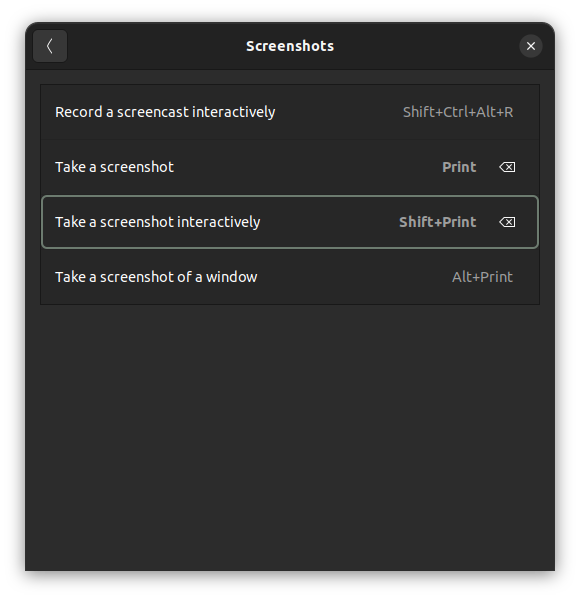 Screenshots
Record a screencast interactively Shift+Ctrl+Alt+R
Take a screenshot Print
Take a screenshot interactively Shift+Print
Take a screenshot of a window Alt+Print